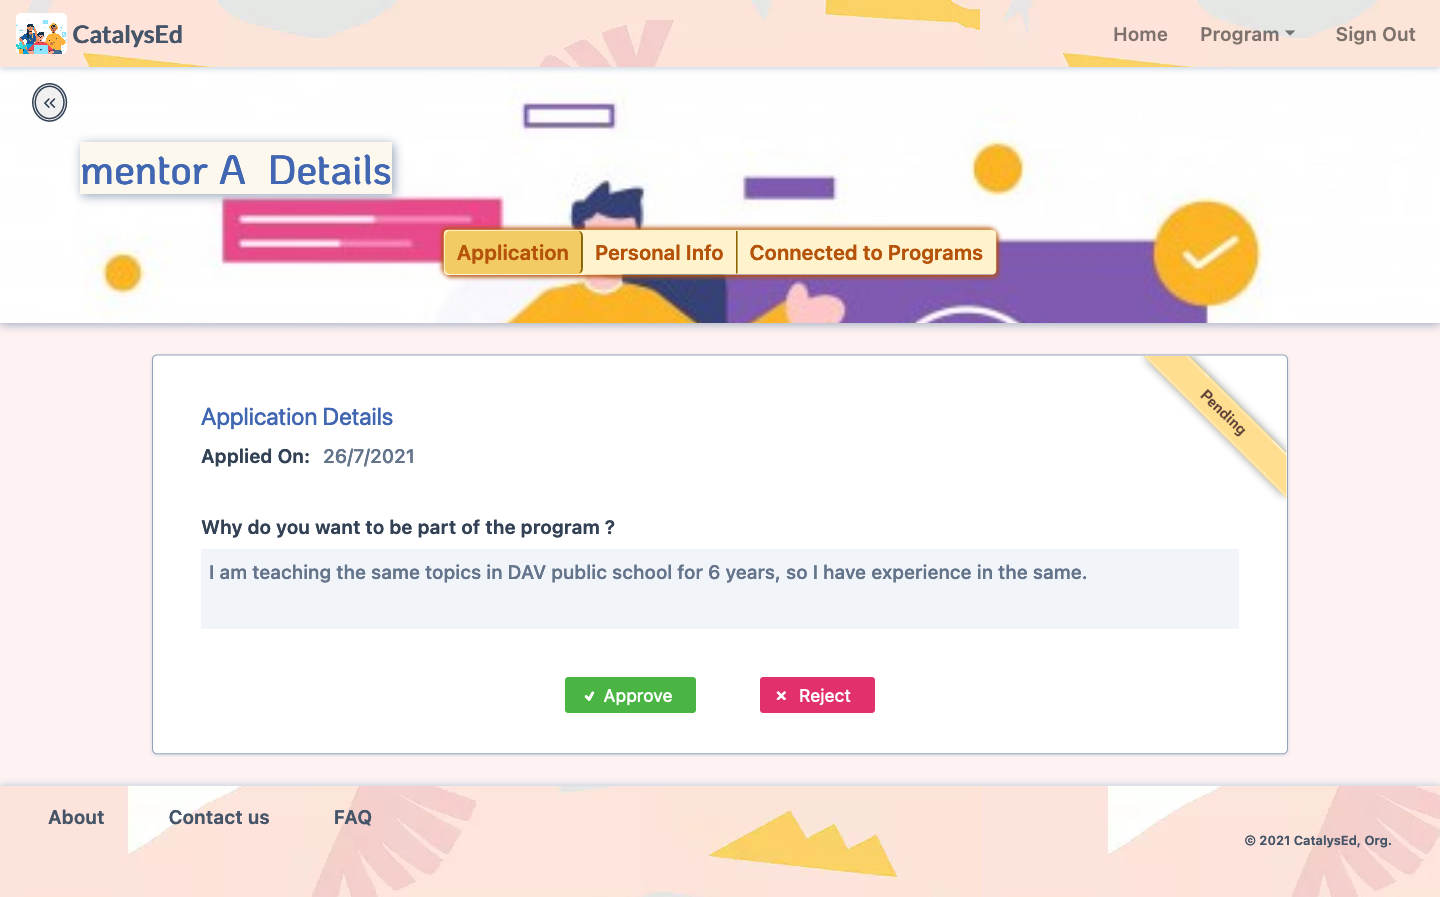 CatalysEd
Home Program Sign Out
mentor A Details
Application Personal Info Connected to Programs
Pending
Application Details
Applied On: 26/7/2021
Why do you want to be part of the program ?
I am teaching the same topics in DAV public school for 6 years, so I have experience in the same.
Approve Reject
About Contact us FAQ
© 2021 CatalysEd, Org.